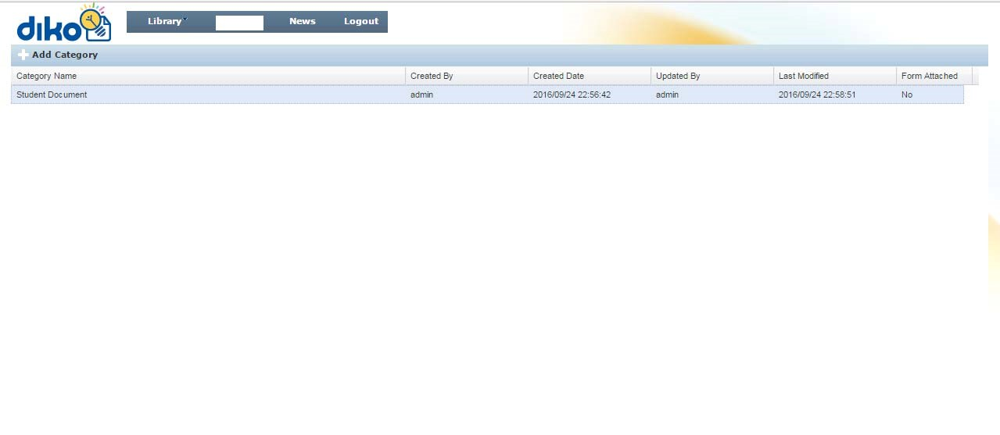 diko
Library News Logout
Add Category
Category Name Created By Created Date Updated By Last Modified Form Attached
Student Document admin 2016/09/24 22:56:42 admin 2016/09/24 22:58:51 No